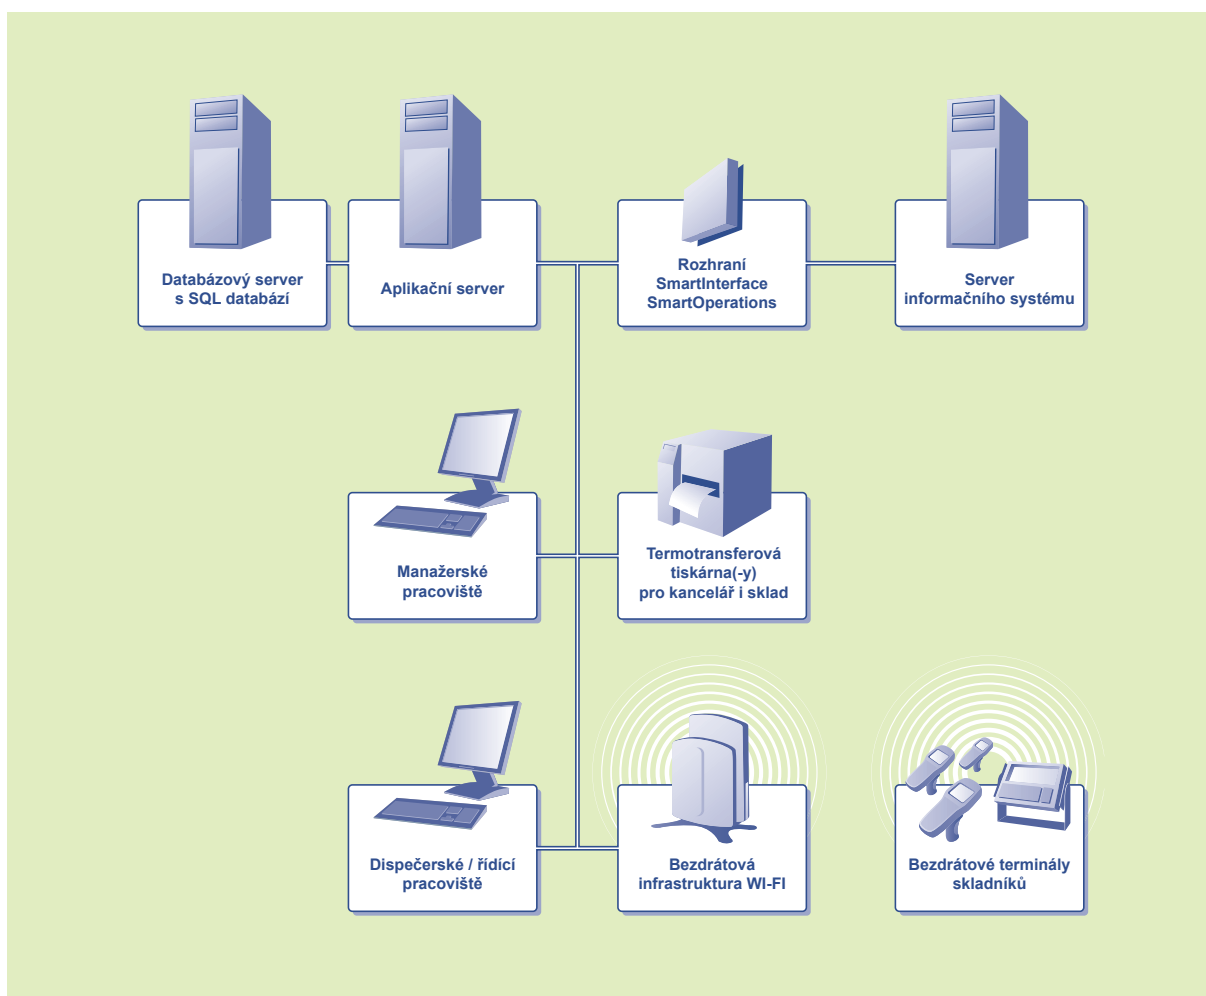 Databázový server
s SQL databází
Aplikační server
Rozhraní
SmartInterface
SmartOperations
Server
informačního systému
Manažerské
pracoviště
Termotransferová
tiskárna(-y)
pro kancelář i sklad
Dispečerské / řídící
pracoviště
Bezdrátová
infrastruktura WI-FI
Bezdrátové terminály
skladníků